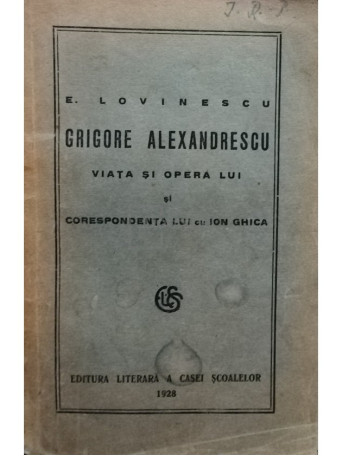 E. LOVINESCU
GRIGORE ALEXANDRESCU
VIAȚA ȘI OPERA LUI
și
CORESPONDENȚA LUI cu ION GHICA
EDITURA LITERARĂ A CASEI ȘCOALELOR
1928